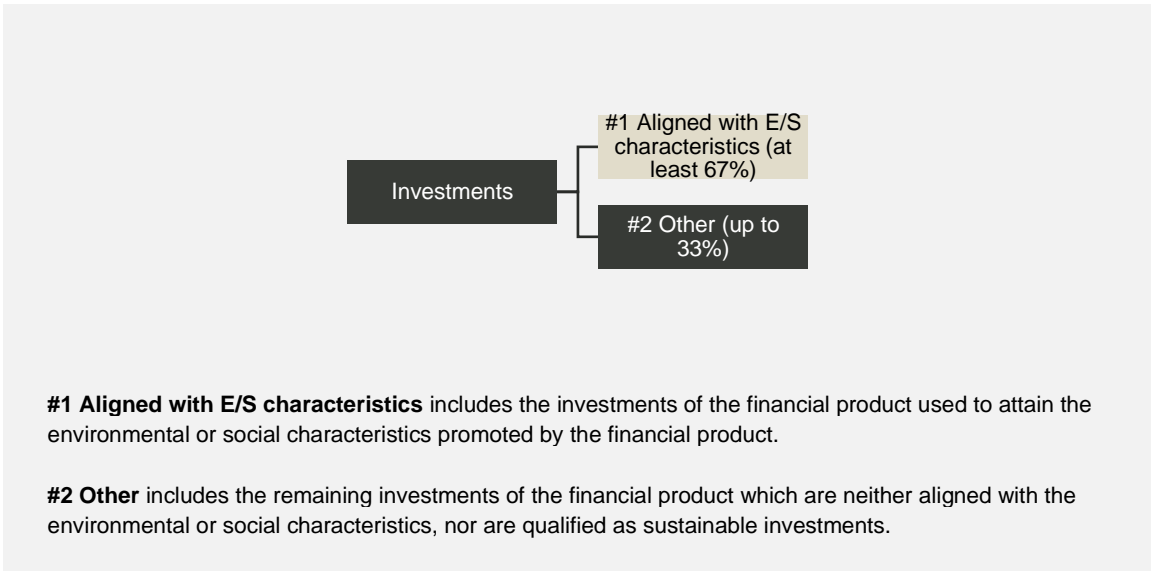 #1 Aligned with E/S
characteristics (at
least 67%)
Investments
#2 Other (up to
33%)
#1 Aligned with E/S characteristics includes the investments of the financial product used to attain the
environmental or social characteristics promoted by the financial product.
#2 Other includes the remaining investments of the financial product which are neither aligned with the
environmental or social characteristics, nor are qualified as sustainable investments.